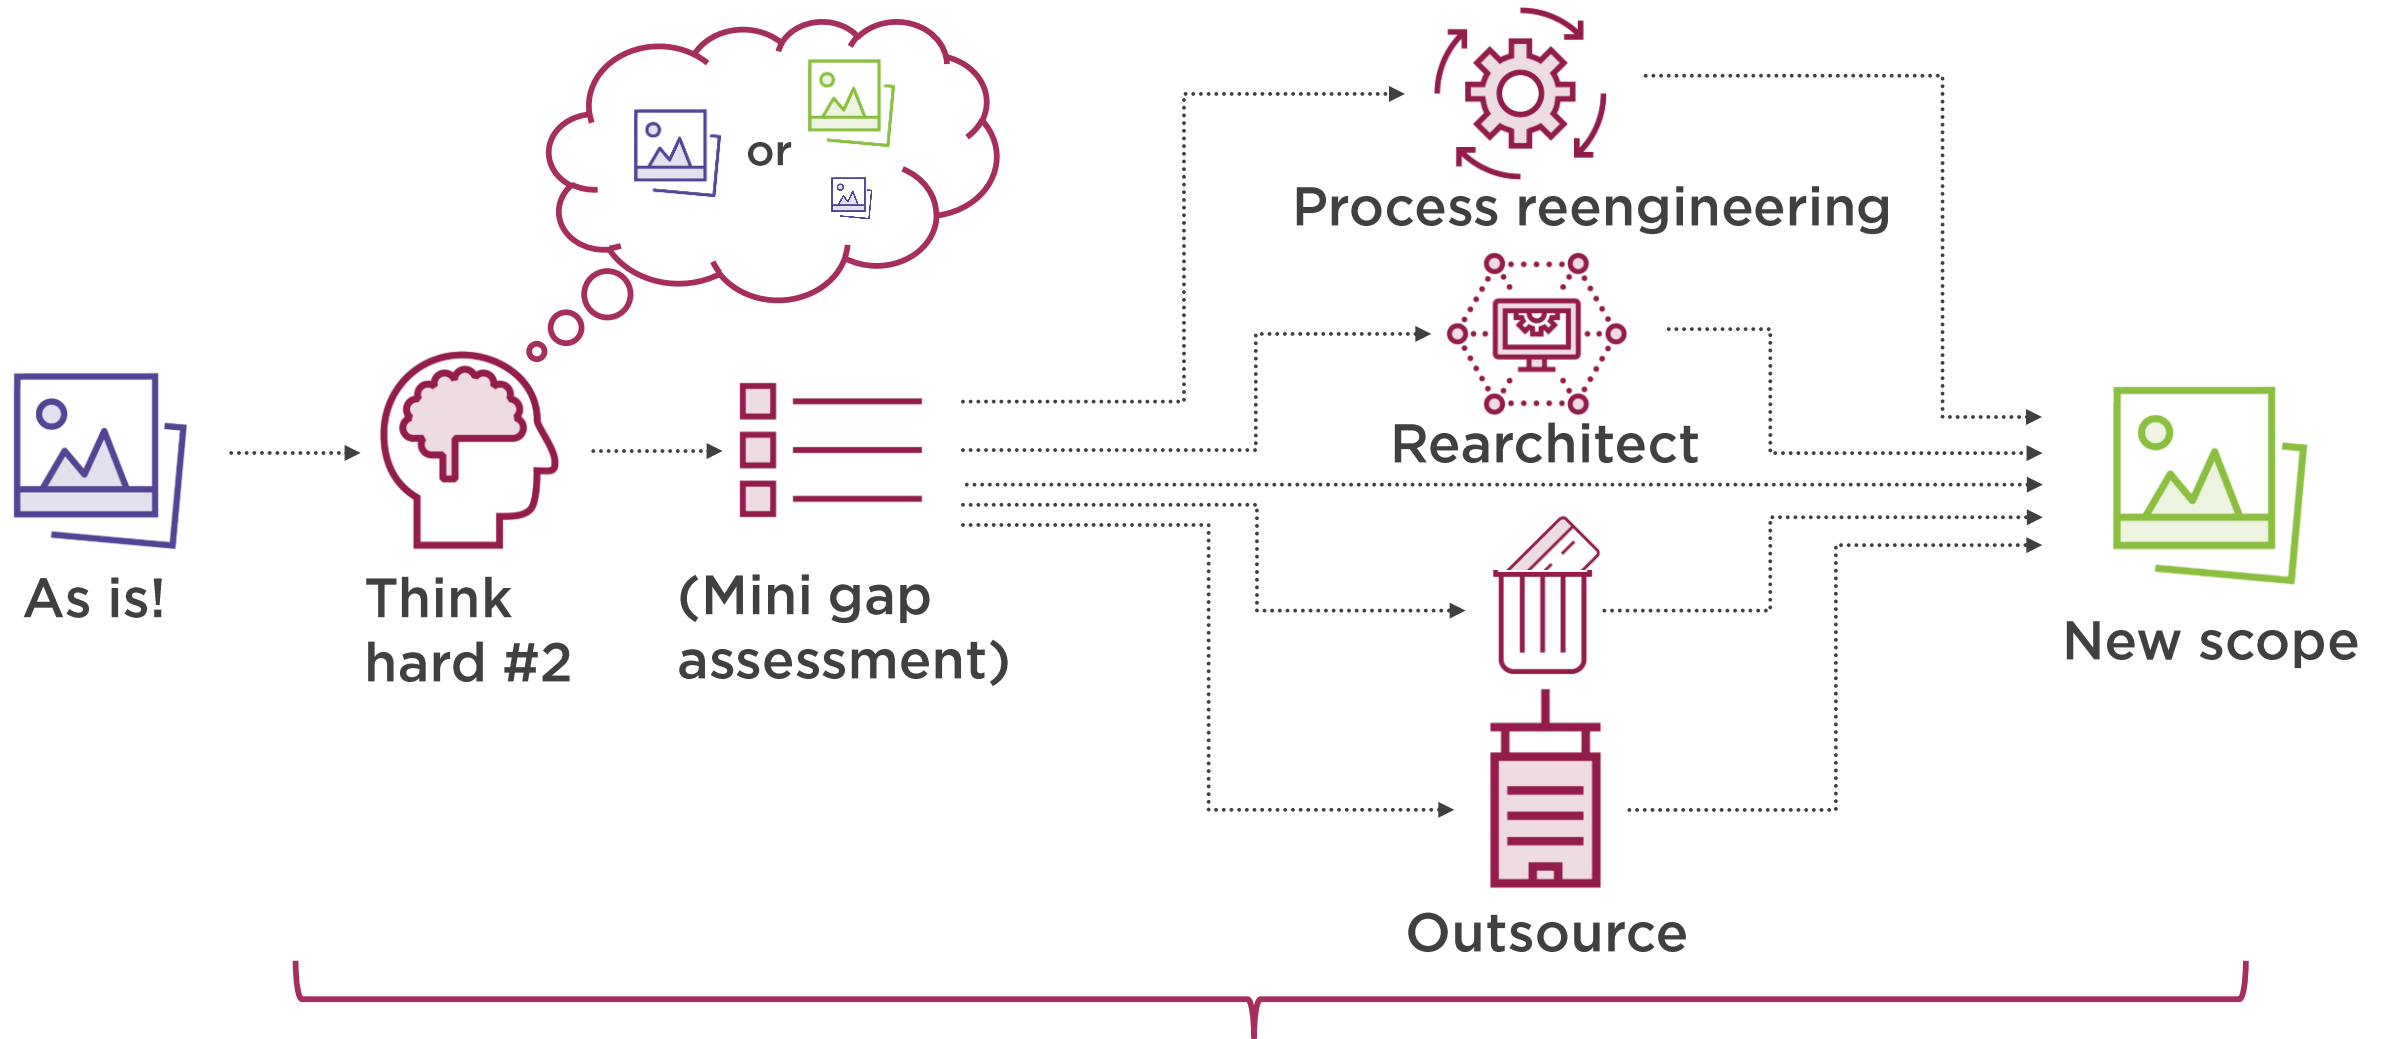 or
Process reengineering
Rearchitect
As is!
Think
hard #2
(Mini gap
assessment)
New scope
Outsource